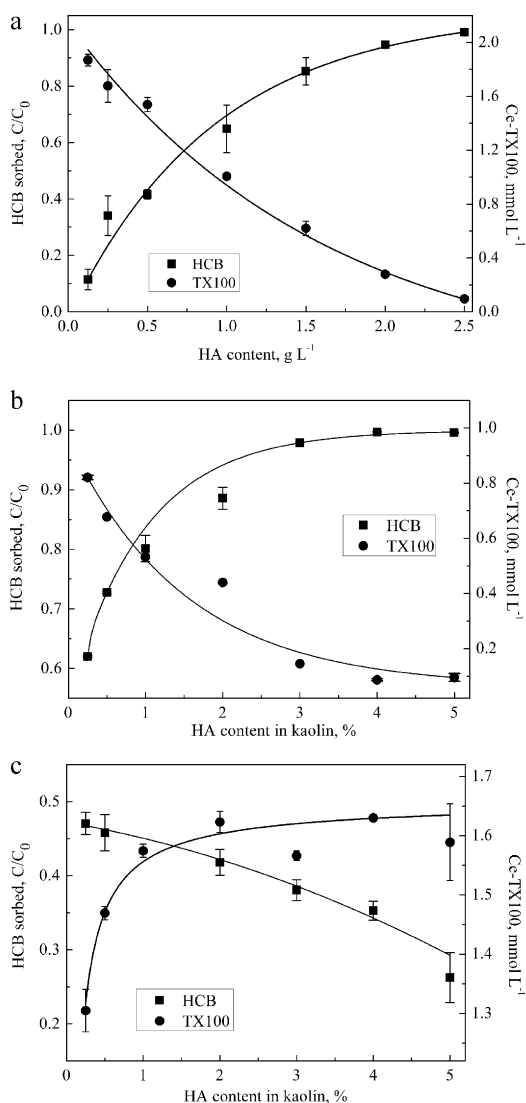 a
HCB sorbed, C/C0
1.0
0.8
0.6
0.4
0.2
0.0
2.0
1.6
1.2
0.8
0.4
0.0
Ce-TX100, mmol L-1
HCB
TX100
0.0 0.5 1.0 1.5 2.0 2.5
HA content, g L-1
b
HCB sorbed, C/C0
1.0
0.9
0.8
0.7
0.6
1.0
0.8
0.6
0.4
0.2
Ce-TX100, mmol L-1
HCB
TX100
0 1 2 3 4 5
HA content in kaolin, %
c
HCB sorbed, C/C0
0.5
0.4
0.3
0.2
1.7
1.6
1.5
1.4
1.3
Ce-TX100, mmol L-1
HCB
TX100
0 1 2 3 4 5
HA content in kaolin, %